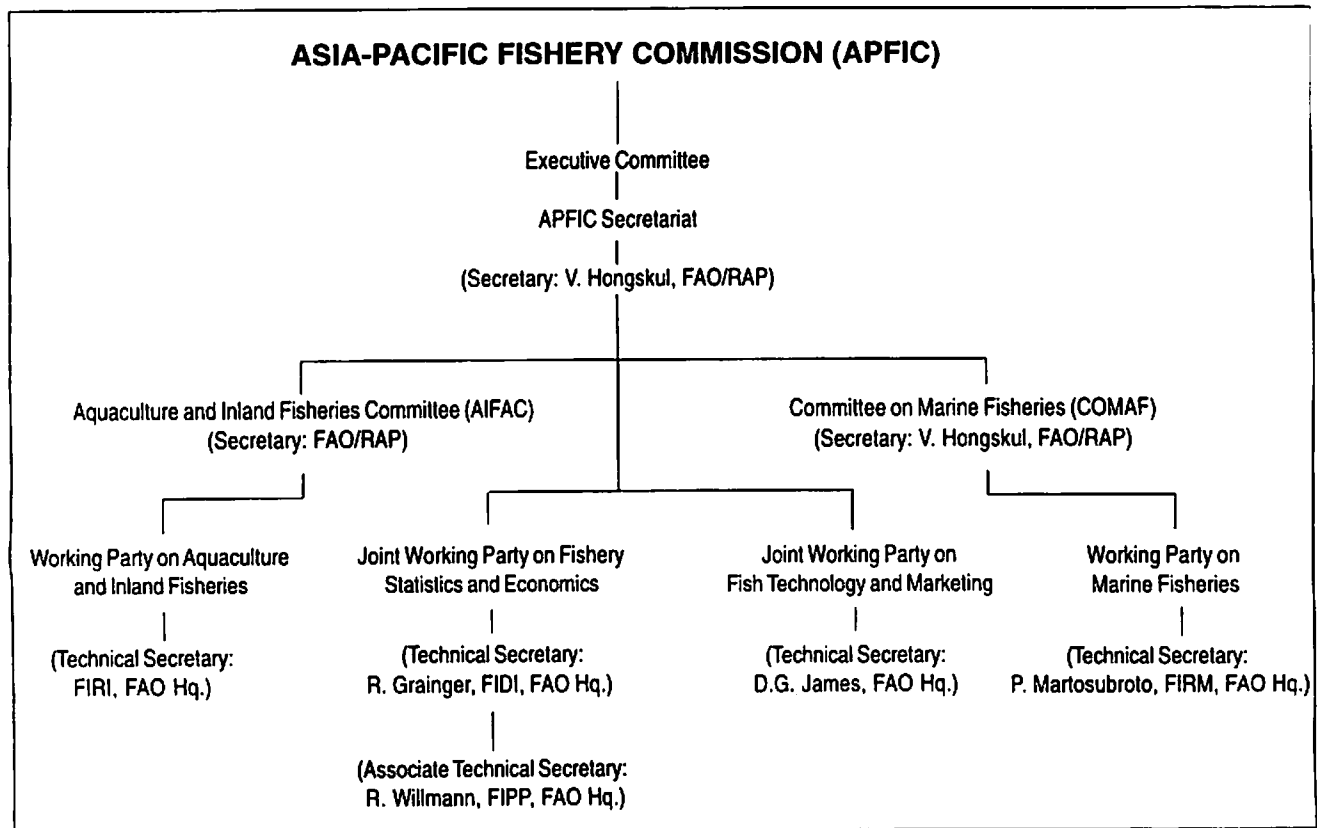 ASIA-PACIFIC FISHERY COMMISSION (APFIC)
Executive Committee
APFIC Secretariat
(Secretary: V. Hongskul, FAO/RAP)
Aquaculture and Inland Fisheries Committee (AIFAC)
(Secretary: FAO/RAP)
Committee on Marine Fisheries (COMAF)
(Secretary: V. Hongskul, FAO/RAP)
Working Party on Aquaculture
and Inland Fisheries
(Technical Secretary:
FIRI, FAO Hq.)
Joint Working Party on Fishery
Statistics and Economics
(Technical Secretary:
R. Grainger, FIDI, FAO Hq.)
(Associate Technical Secretary:
R. Willmann, FIPP, FAO Hq.)
Joint Working Party on
Fish Technology and Marketing
(Technical Secretary:
D.G. James, FAO Hq.)
Working Party on
Marine Fisheries
(Technical Secretary:
P. Martosubroto, FIRM, FAO Hq.)